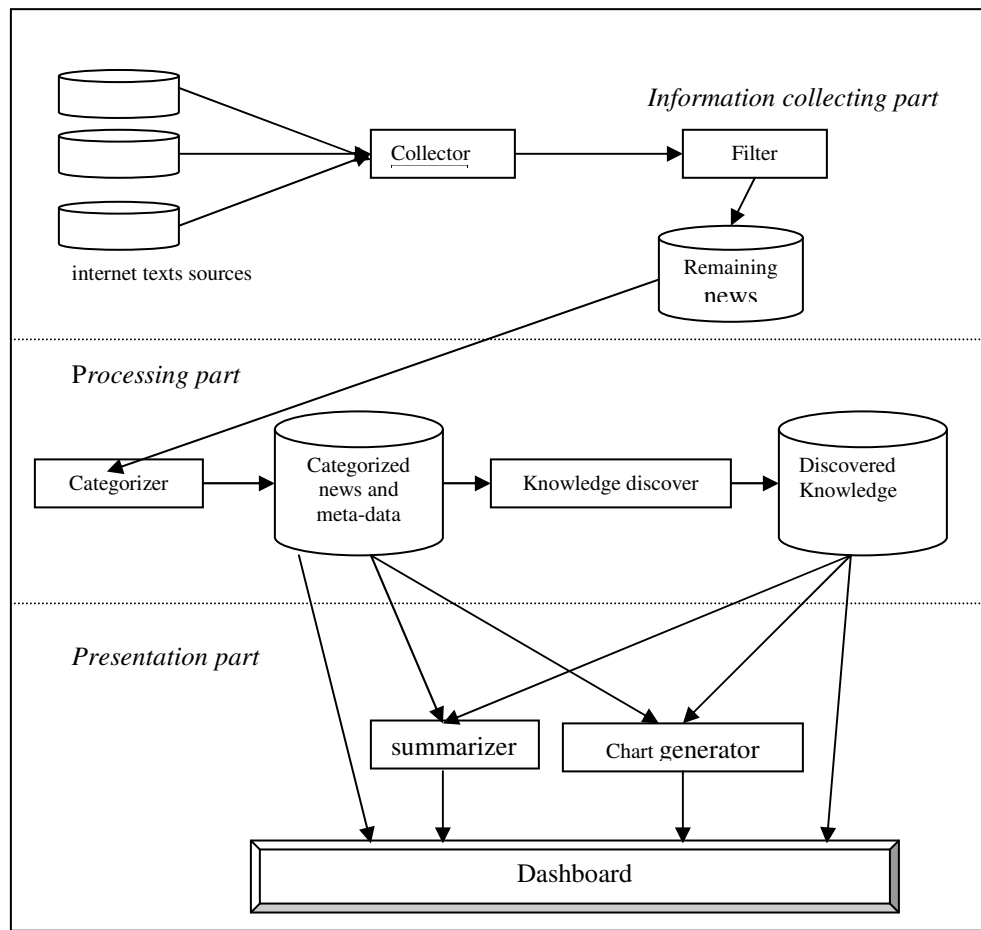 Information collecting part
Collector
Filter
internet texts sources
Remaining
news
Processing part
Categorizer
Categorized
news and
meta-data
Knowledge discover
Discovered
Knowledge
Presentation part
summarizer
Chart generator
Dashboard